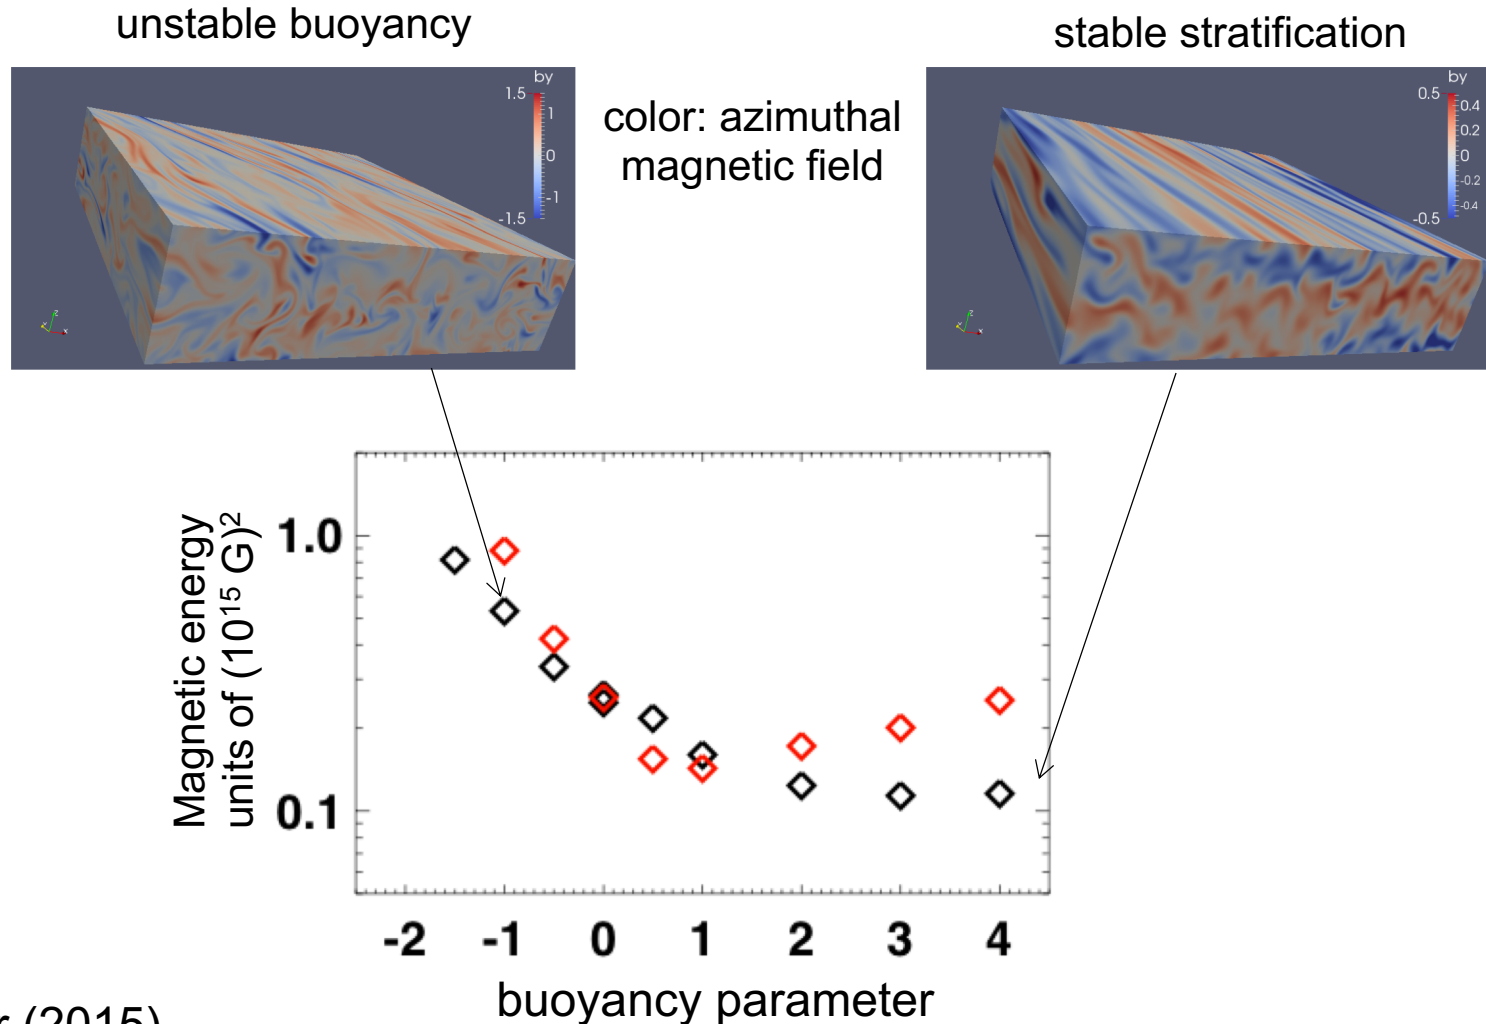 unstable buoyancy
stable stratification
by
1.5
1
0
-1
-1.5
color: azimuthal
magnetic field
by
0.5
0.4
0.2
0
-0.2
-0.4
-0.5
z
x
z
x
Magnetic energy
units of (10¹⁵ G)²
1.0
0.1
-2 -1 0 1 2 3 4
buoyancy parameter
(2015)